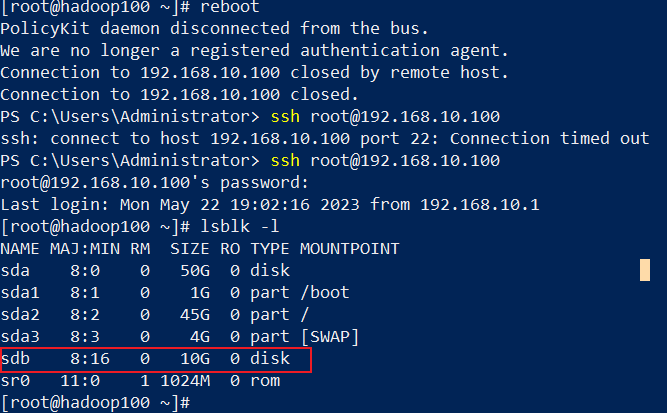 [root@hadoop100 ~]# reboot
PolicyKit daemon disconnected from the bus.
We are no longer a registered authentication agent.
Connection to 192.168.10.100 closed by remote host.
Connection to 192.168.10.100 closed.
PS C:\Users\Administrator> ssh root@192.168.10.100
ssh: connect to host 192.168.10.100 port 22: Connection timed out
PS C:\Users\Administrator> ssh root@192.168.10.100
root@192.168.10.100's password:
Last login: Mon May 22 19:02:16 2023 from 192.168.10.1
[root@hadoop100 ~]# lsblk -l
NAME MAJ:MIN RM  SIZE RO TYPE MOUNTPOINT
sda    8:0    0   50G  0 disk
sda1   8:1    0    1G  0 part /boot
sda2   8:2    0   45G  0 part /
sda3   8:3    0    4G  0 part [SWAP]
sdb    8:16   0   10G  0 disk
sr0   11:0    1 1024M  0 rom
[root@hadoop100 ~]#